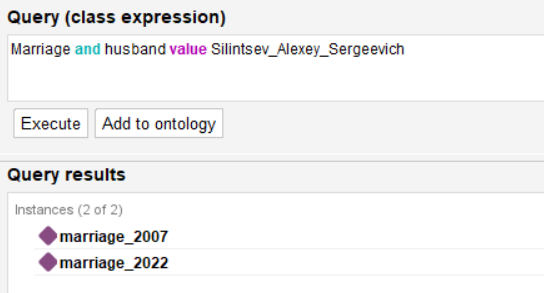 Query (class expression)
Marriage and husband value Silintsev_Alexey_Sergeevich
Execute Add to ontology
Query results
Instances (2 of 2)
marriage_2007
marriage_2022